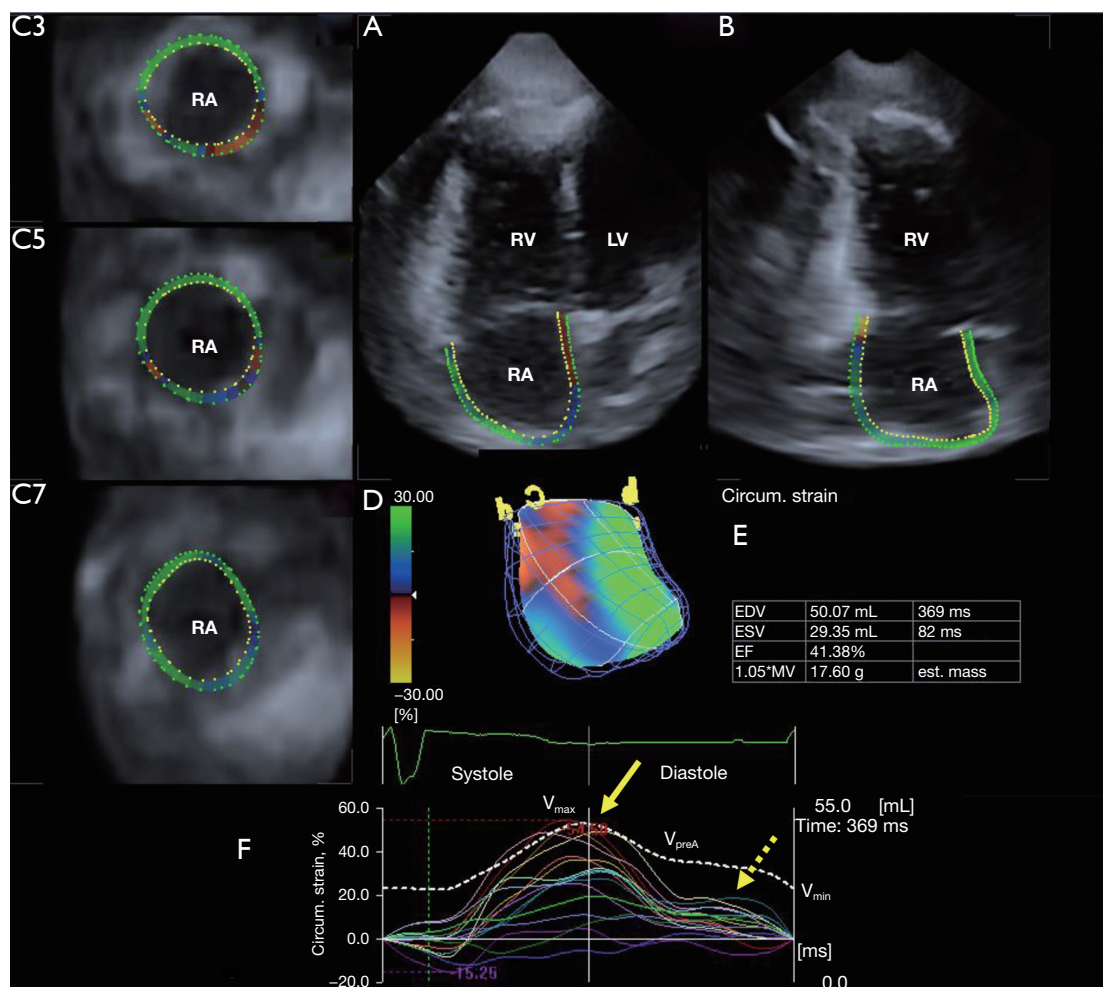 C3
RA
C5
RA
C7
RA
A
RV
LV
RA
B
RV
RA
D
30.00
-30.00
[%]
Circum. strain
E
EDV 50.07 mL 369 ms
ESV 29.35 mL 82 ms
EF 41.38%
1.05*MV 17.60 g est. mass
Systole
Diastole
F
Circum. strain, %
60.0
40.0
20.0
0.0
-20.0
Vmax
VpreA
Vmin
-15.26
55.0 [mL]
Time: 369 ms
[ms]
0.0